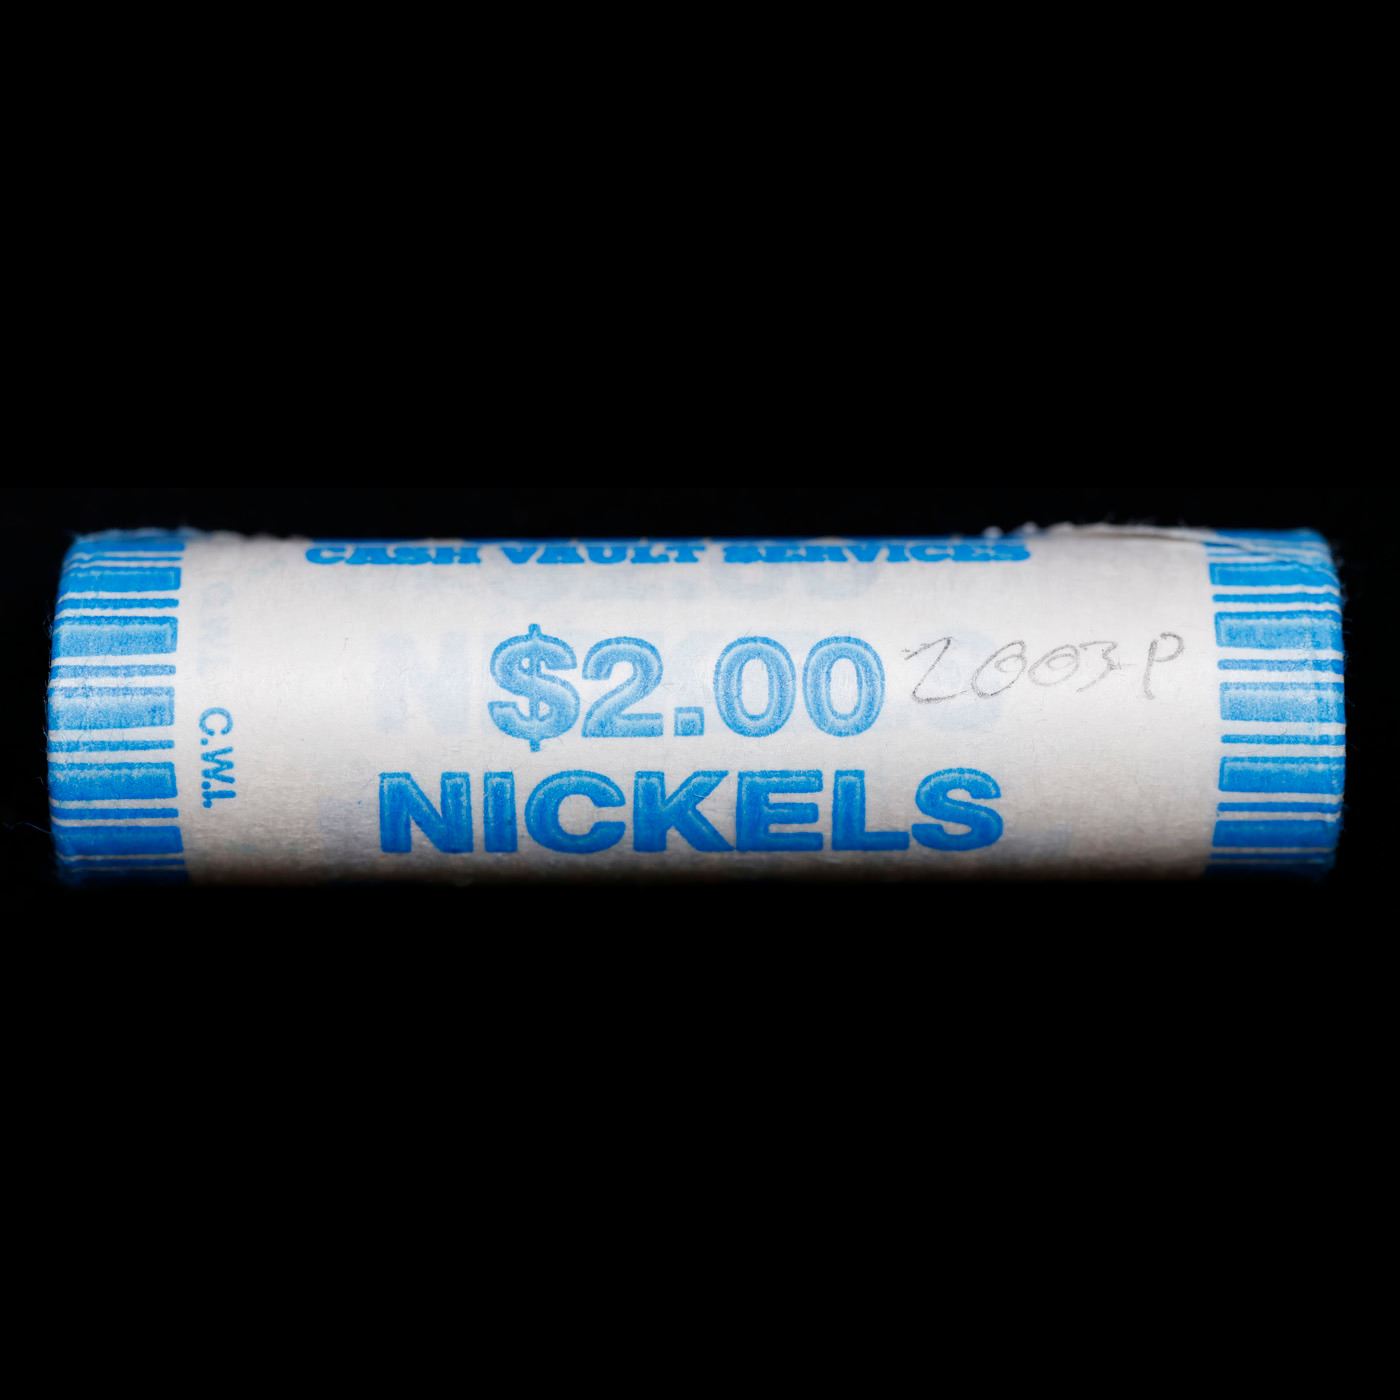 CASH VAULT SERVICES
$2.00 2003-P
NICKELS
C.W.I.